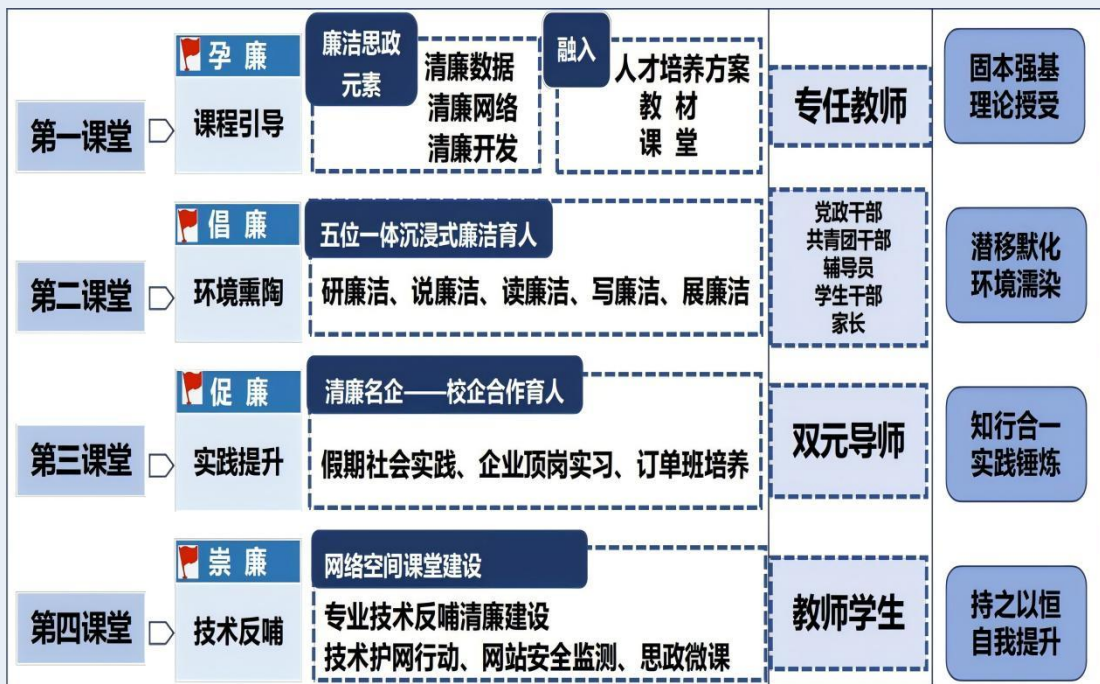 第一课堂
孕 廉
课程引导
廉洁思政
元素
清廉数据
清廉网络
清廉开发
融入
人才培养方案
教 材
课 堂
专任教师
固本强基
理论授受
第二课堂
倡 廉
环境熏陶
五位一体沉浸式廉洁育人
研廉洁、说廉洁、读廉洁、写廉洁、展廉洁
党政干部
共青团干部
辅导员
学生干部
家长
潜移默化
环境濡染
第三课堂
促 廉
实践提升
清廉名企——校企合作育人
假期社会实践、企业顶岗实习、订单班培养
双元导师
知行合一
实践锤炼
第四课堂
崇 廉
技术反哺
网络空间课堂建设
专业技术反哺清廉建设
技术护网行动、网站安全监测、思政微课
教师学生
持之以恒
自我提升